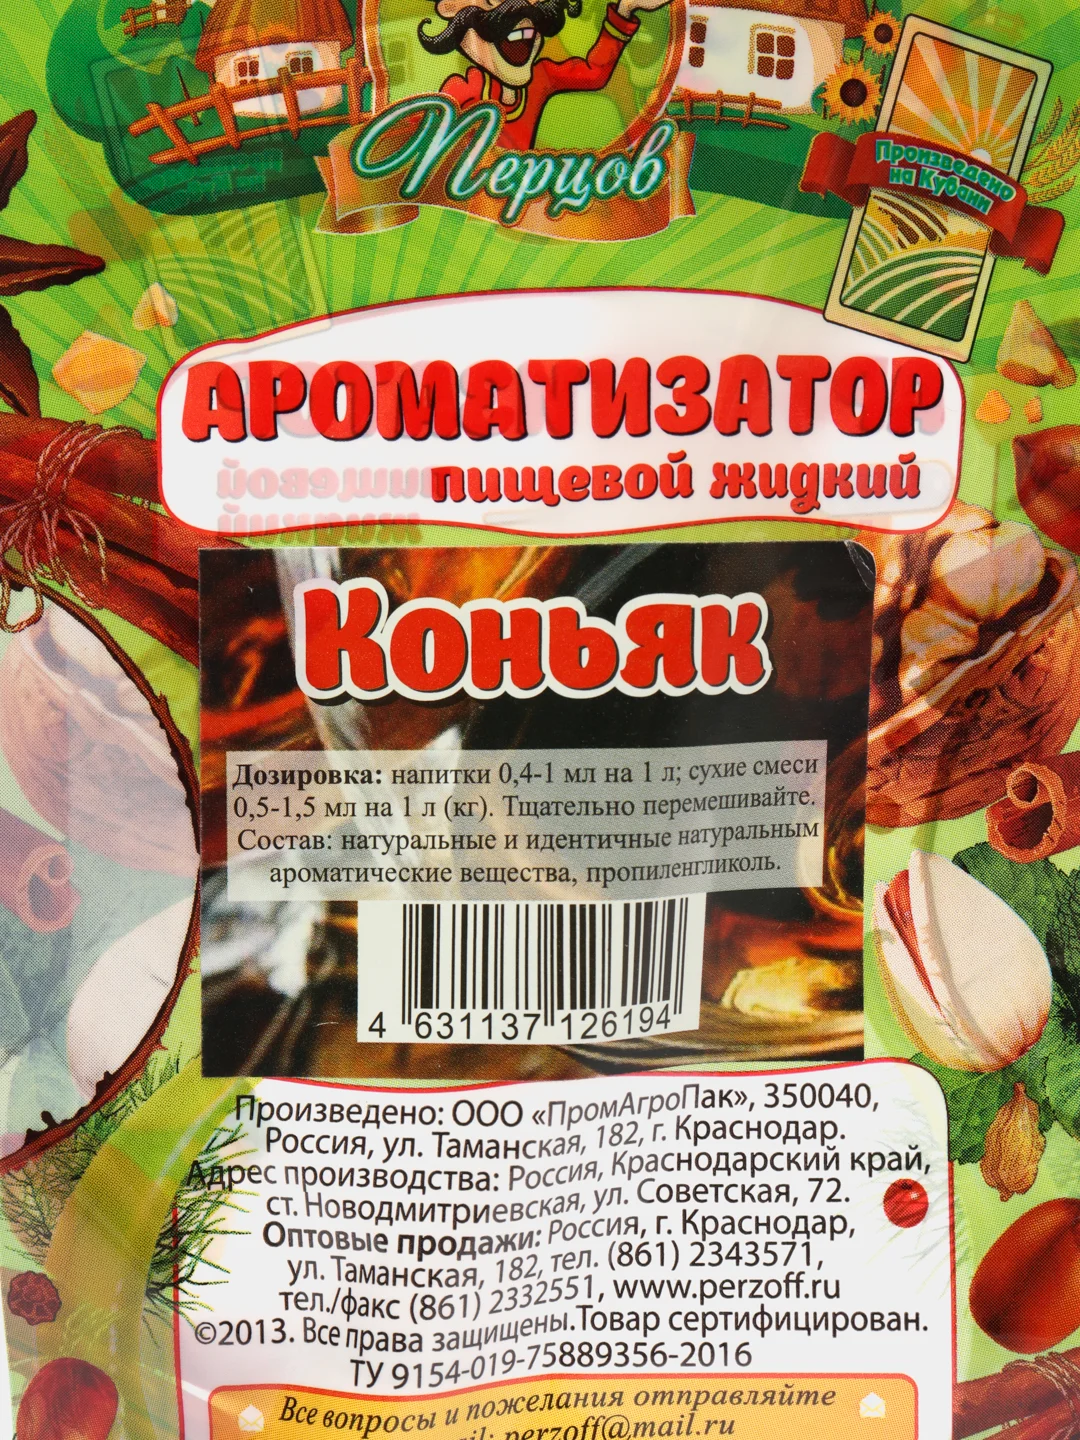 Перцов
Произведено
на Кубани
АРОМАТИЗАТОР
пищевой жидкий
Коньяк
Дозировка: напитки 0,4-1 мл на 1 л; сухие смеси
0,5-1,5 мл на 1 л (кг). Тщательно перемешивайте.
Состав: натуральные и идентичные натуральным
ароматические вещества, пропиленгликоль.
4 631137 126194
Произведено: ООО «ПромАгроПак», 350040,
Россия, ул. Таманская, 182, г. Краснодар.
Адрес производства: Россия, Краснодарский край,
ст. Новодмитриевская, ул. Советская, 72.
Оптовые продажи: Россия, г. Краснодар,
ул. Таманская, 182, тел. (861) 2343571,
тел./факс (861) 2332551, www.perzoff.ru
©2013. Все права защищены.Товар сертифицирован.
ТУ 9154-019-75889356-2016
Все вопросы и пожелания отправляйте
perzoff@mail.ru